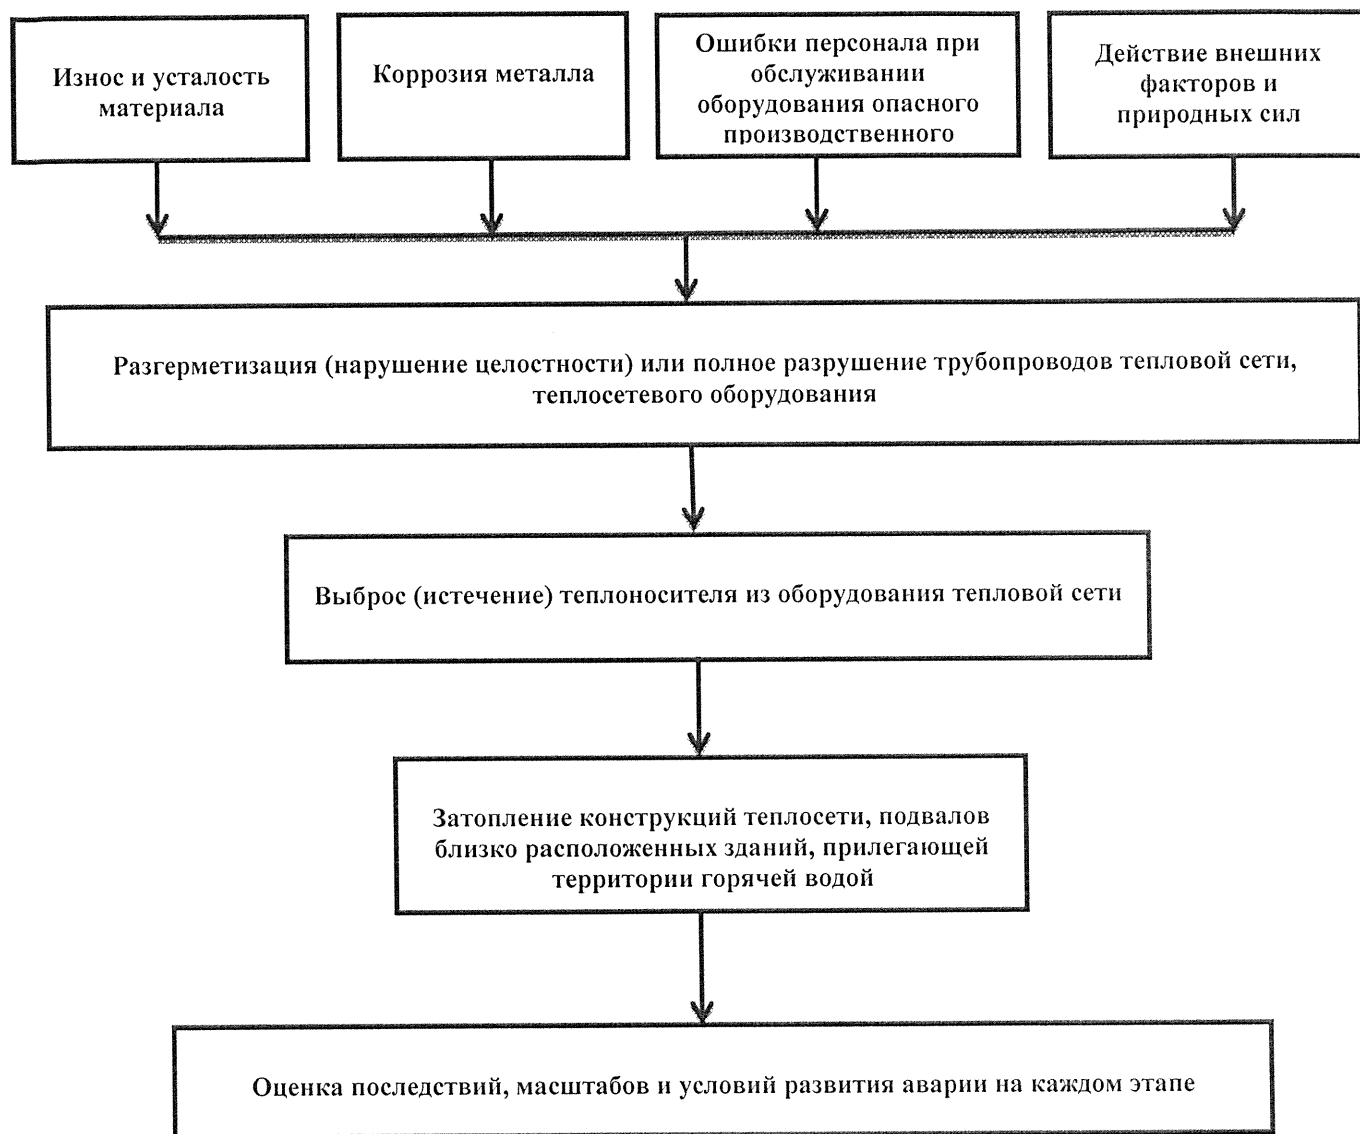 Износ и усталость
материала
Коррозия металла
Ошибки персонала при
обслуживании
оборудования опасного
производственного
Действие внешних
факторов и
природных сил
Разгерметизация (нарушение целостности) или полное разрушение трубопроводов тепловой сети,
теплосетевого оборудования
Выброс (истечение) теплоносителя из оборудования тепловой сети
Затопление конструкций теплосети, подвалов
близко расположенных зданий, прилегающей
территории горячей водой
Оценка последствий, масштабов и условий развития аварии на каждом этапе